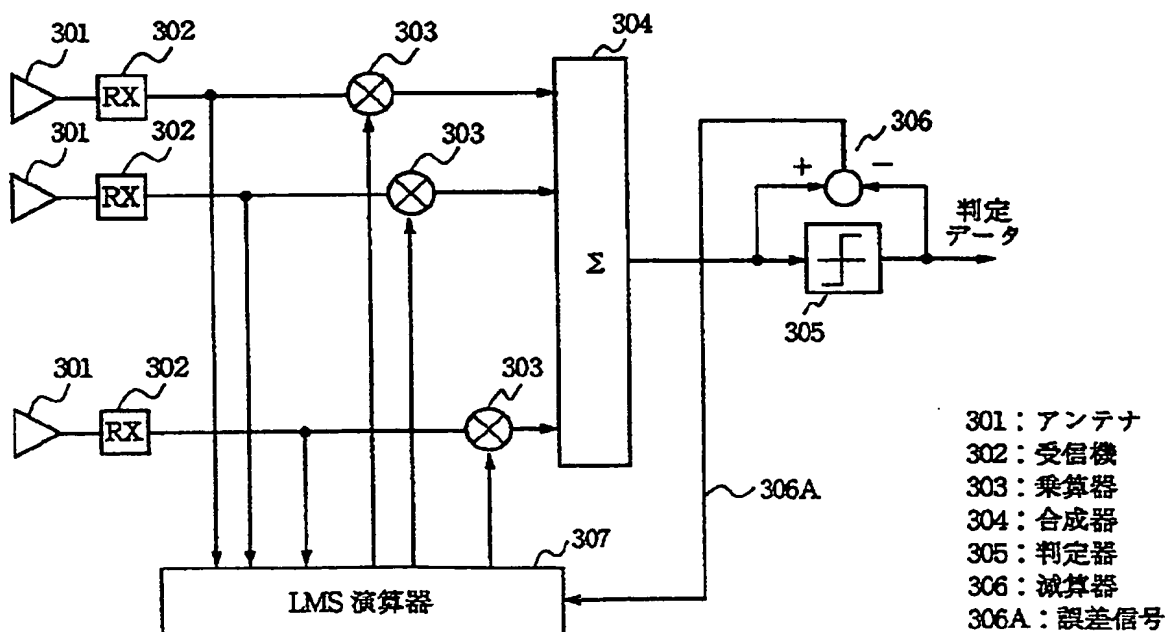 301
302
303
304
RX
301
302
303
306
RX
+
−
判定
データ
Σ
305
301
302
303
RX
306A
307
LMS 演算器
301：アンテナ
302：受信機
303：乗算器
304：合成器
305：判定器
306：減算器
306A：誤差信号